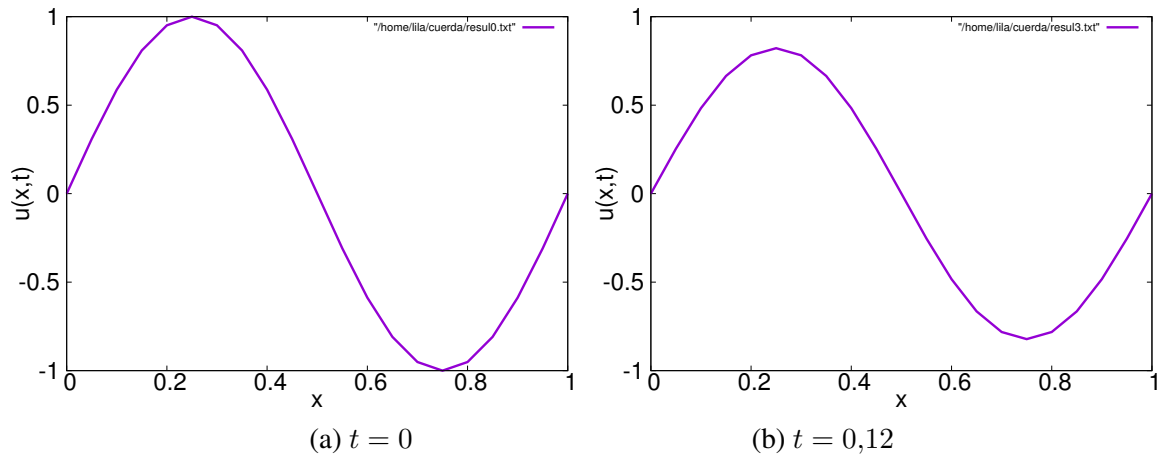 "/home/lila/cuerda/resul0.txt"
1
0.5
0
-0.5
-1
u(x,t)
0 0.2 0.4 0.6 0.8 1
x
(a) t = 0
"/home/lila/cuerda/resul3.txt"
1
0.5
0
-0.5
-1
u(x,t)
0 0.2 0.4 0.6 0.8 1
x
(b) t = 0,12